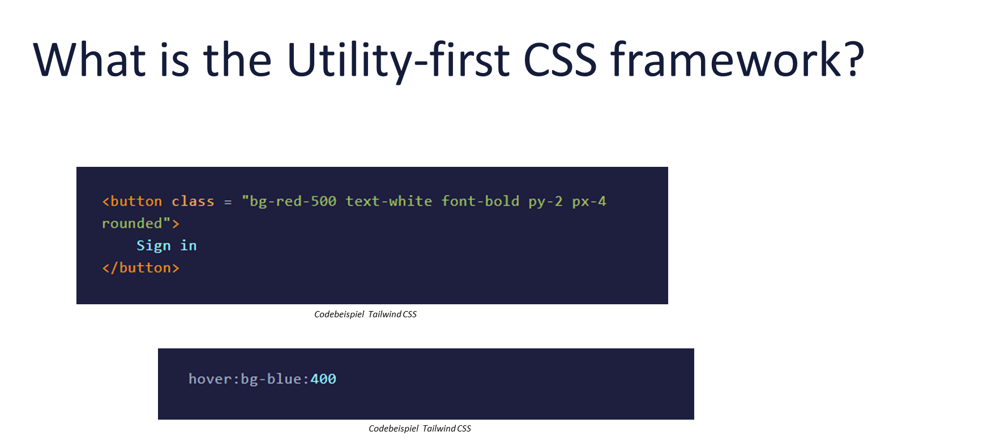 What is the Utility-first CSS framework?
<button class = "bg-red-500 text-white font-bold py-2 px-4
rounded">
    Sign in
</button>
Codebeispiel Tailwind CSS
hover:bg-blue:400
Codebeispiel Tailwind CSS